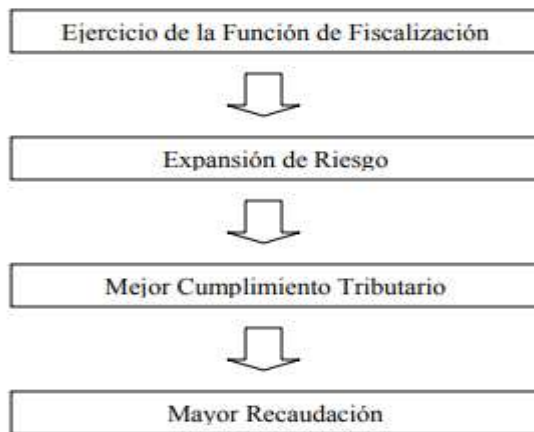 Ejercicio de la Función de Fiscalización
Expansión de Riesgo
Mejor Cumplimiento Tributario
Mayor Recaudación